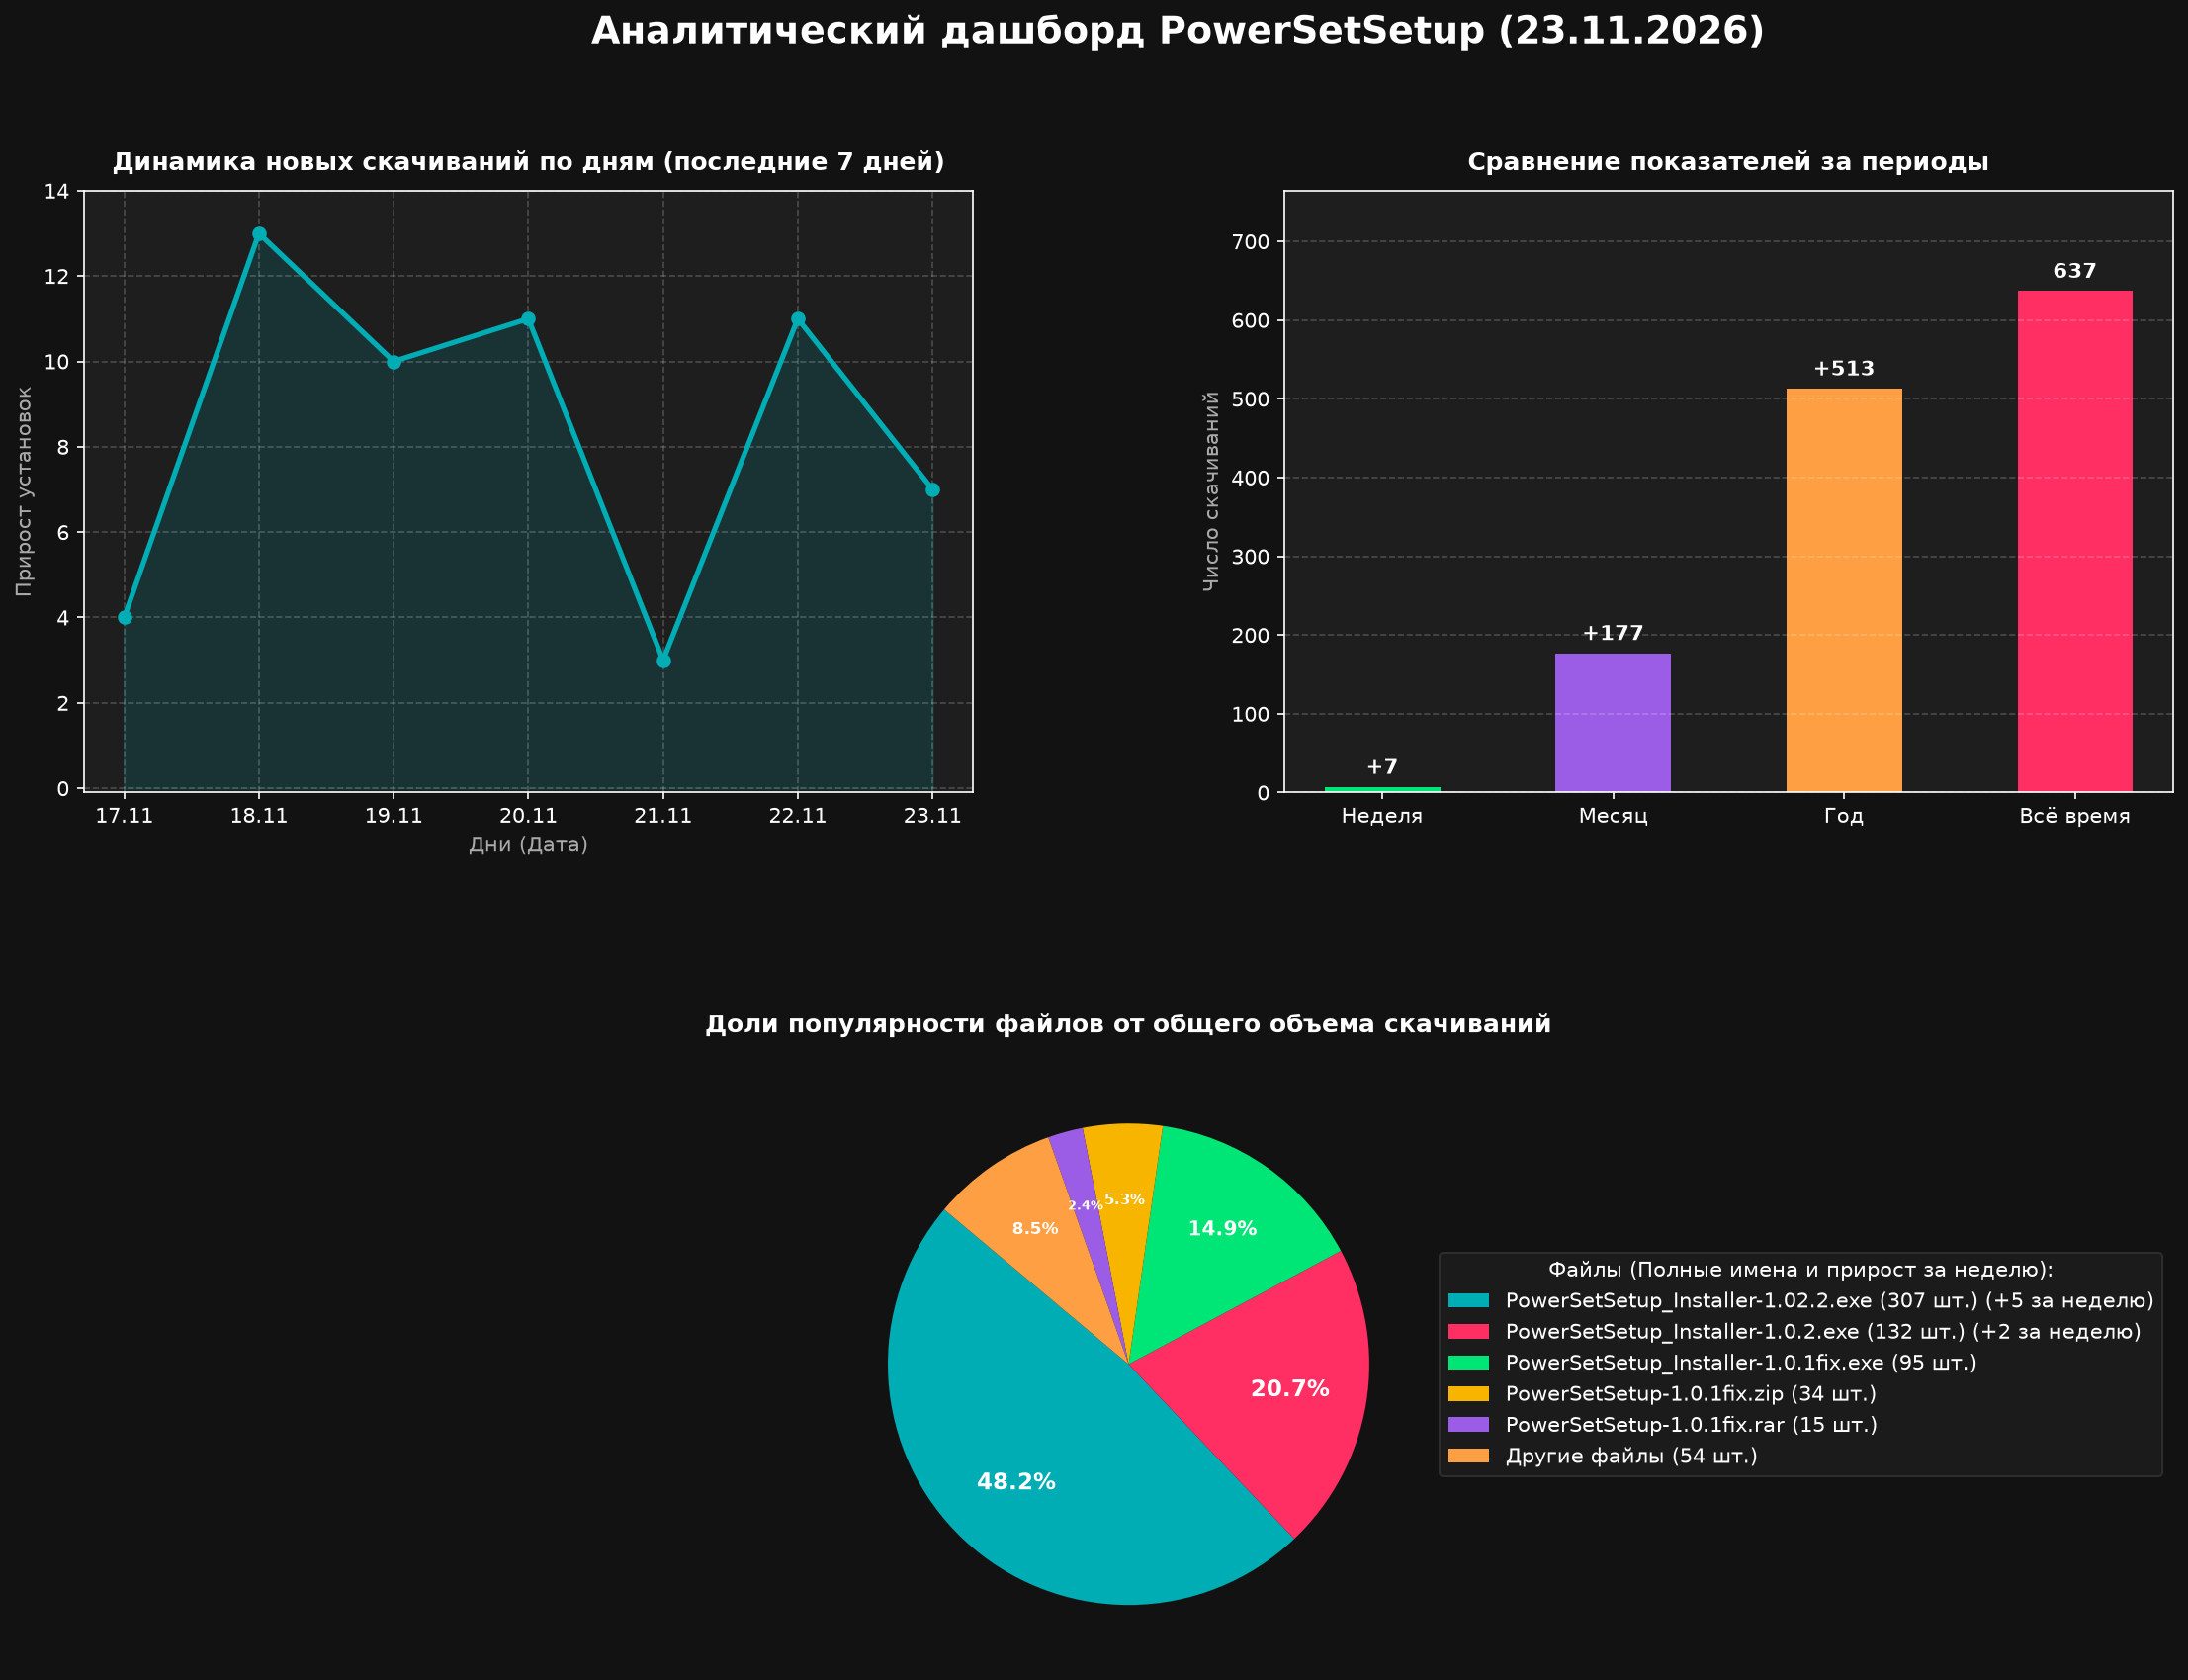 Аналитический дашборд PowerSetSetup (23.11.2026)
Динамика новых скачиваний по дням (последние 7 дней)
Прирост установок
14
12
10
8
6
4
2
0
17.11 18.11 19.11 20.11 21.11 22.11 23.11
Дни (Дата)
Сравнение показателей за периоды
Число скачиваний
700
600
500
400
300
200
100
0
+7
+177
+513
637
Неделя Месяц Год Всё время
Доли популярности файлов от общего объема скачиваний
48.2%
20.7%
14.9%
5.3%
2.4%
8.5%
Файлы (Полные имена и прирост за неделю):
PowerSetSetup_Installer-1.02.2.exe (307 шт.) (+5 за неделю)
PowerSetSetup_Installer-1.0.2.exe (132 шт.) (+2 за неделю)
PowerSetSetup_Installer-1.0.1fix.exe (95 шт.)
PowerSetSetup-1.0.1fix.zip (34 шт.)
PowerSetSetup-1.0.1fix.rar (15 шт.)
Другие файлы (54 шт.)